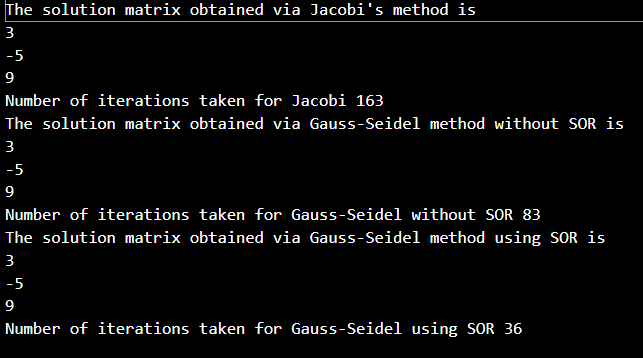 The solution matrix obtained via Jacobi's method is
3
-5
9
Number of iterations taken for Jacobi 163
The solution matrix obtained via Gauss-Seidel method without SOR is
3
-5
9
Number of iterations taken for Gauss-Seidel without SOR 83
The solution matrix obtained via Gauss-Seidel method using SOR is
3
-5
9
Number of iterations taken for Gauss-Seidel using SOR 36